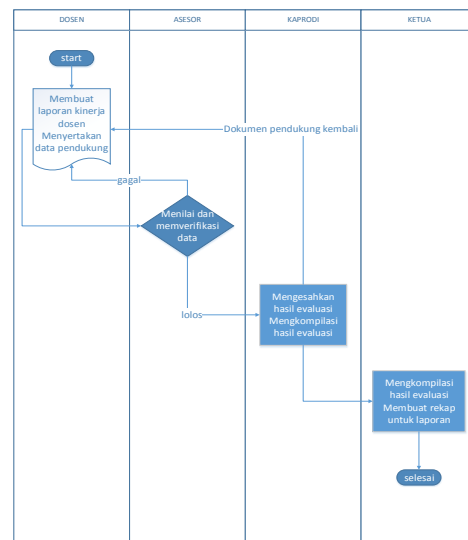 DOSEN
ASESOR
KAPRODI
KETUA
start
Membuat
laporan kinerja
dosen
Menyertakan
data pendukung
Dokumen pendukung kembali
gagal
Menilai dan
memverifikasi
data
lolos
Mengesahkan
hasil evaluasi
Mengkompilasi
hasil evaluasi
Mengkompilasi
hasil evaluasi
Membuat rekap
untuk laporan
selesai